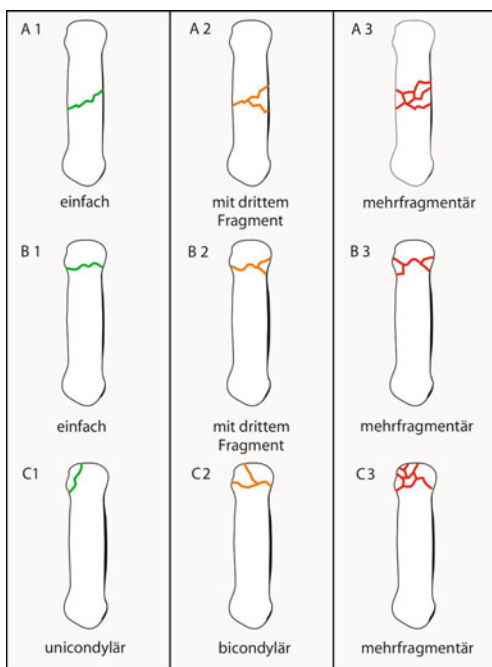 A 1
A 2
A 3
einfach
mit drittem
Fragment
mehrfragmentär
B 1
B 2
B 3
einfach
mit drittem
Fragment
mehrfragmentär
C1
C2
C3
unicondylär
bicondylär
mehrfragmentär